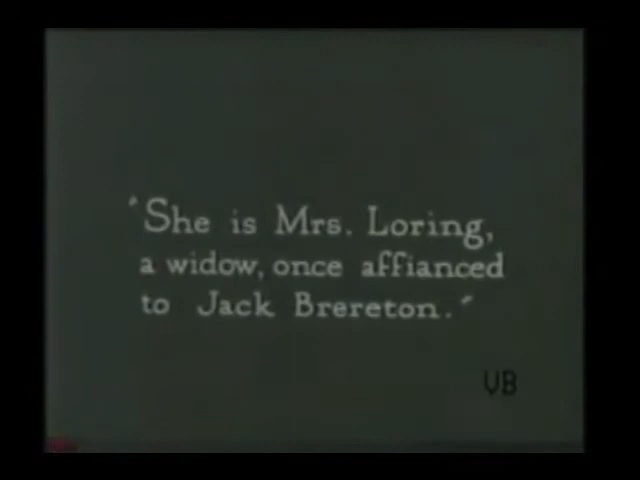 "She is Mrs. Loring,
a widow, once affianced
to Jack Brereton."
VB